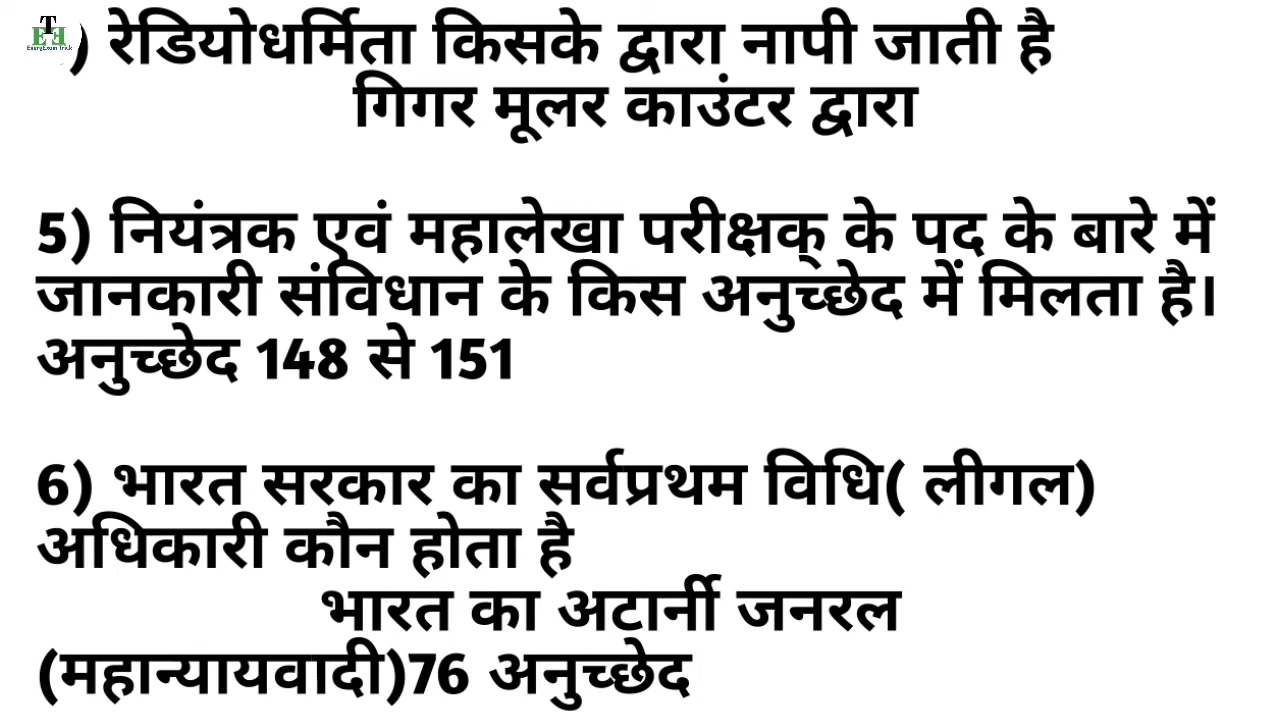 ) रेडियोधर्मिता किसके द्वारा नापी जाती है
गिगर मूलर काउंटर द्वारा
5) नियंत्रक एवं महालेखा परीक्षक् के पद के बारे में
जानकारी संविधान के किस अनुच्छेद में मिलता है।
अनुच्छेद 148 से 151
6) भारत सरकार का सर्वप्रथम विधि( लीगल)
अधिकारी कौन होता है
भारत का अटार्नी जनरल
(महान्यायवादी)76 अनुच्छेद